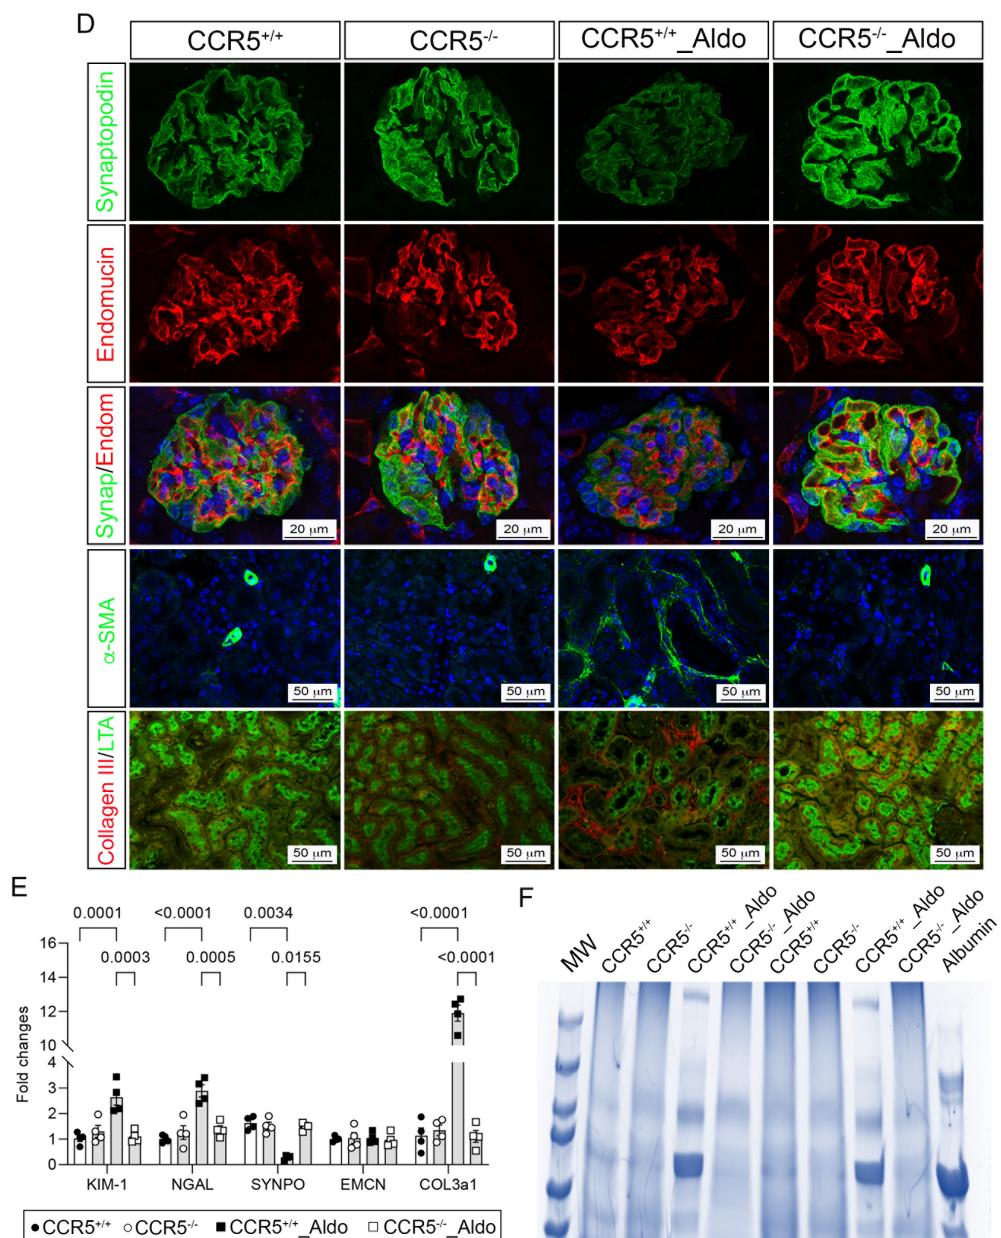 D
CCR5+/+ CCR5-/- CCR5+/+_Aldo CCR5-/-_Aldo
Synaptopodin
Endomucin
Synap/Endom
20 µm 20 µm 20 µm 20 µm
α-SMA
50 µm 50 µm 50 µm 50 µm
Collagen III/LTA
50 µm 50 µm 50 µm 50 µm
E
0.0001 <0.0001 0.0034 <0.0001
0.0003 0.0005 0.0155 <0.0001
Fold changes
16
14
12
10
4
3
2
1
0
KIM-1 NGAL SYNPO EMCN COL3a1
CCR5+/+ CCR5-/- CCR5+/+_Aldo CCR5-/-_Aldo
F
MW CCR5+/+ CCR5-/- CCR5+/+_Aldo CCR5-/-_Aldo CCR5+/+ CCR5-/- CCR5+/+_Aldo CCR5-/-_Aldo Albumin